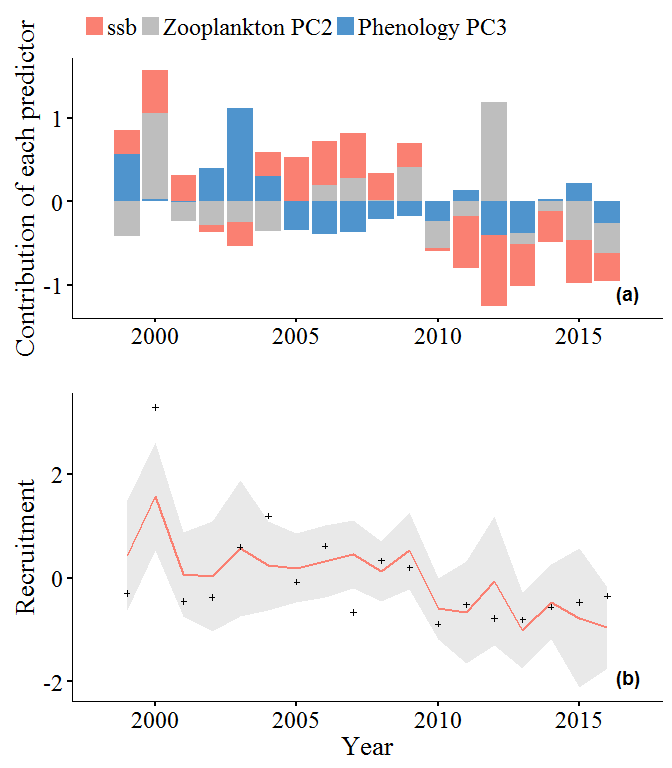 ssb Zooplankton PC2 Phenology PC3
Contribution of each predictor
1
0
-1
(a)
2000 2005 2010 2015
Recruitment
2
0
-2
(b)
2000 2005 2010 2015
Year